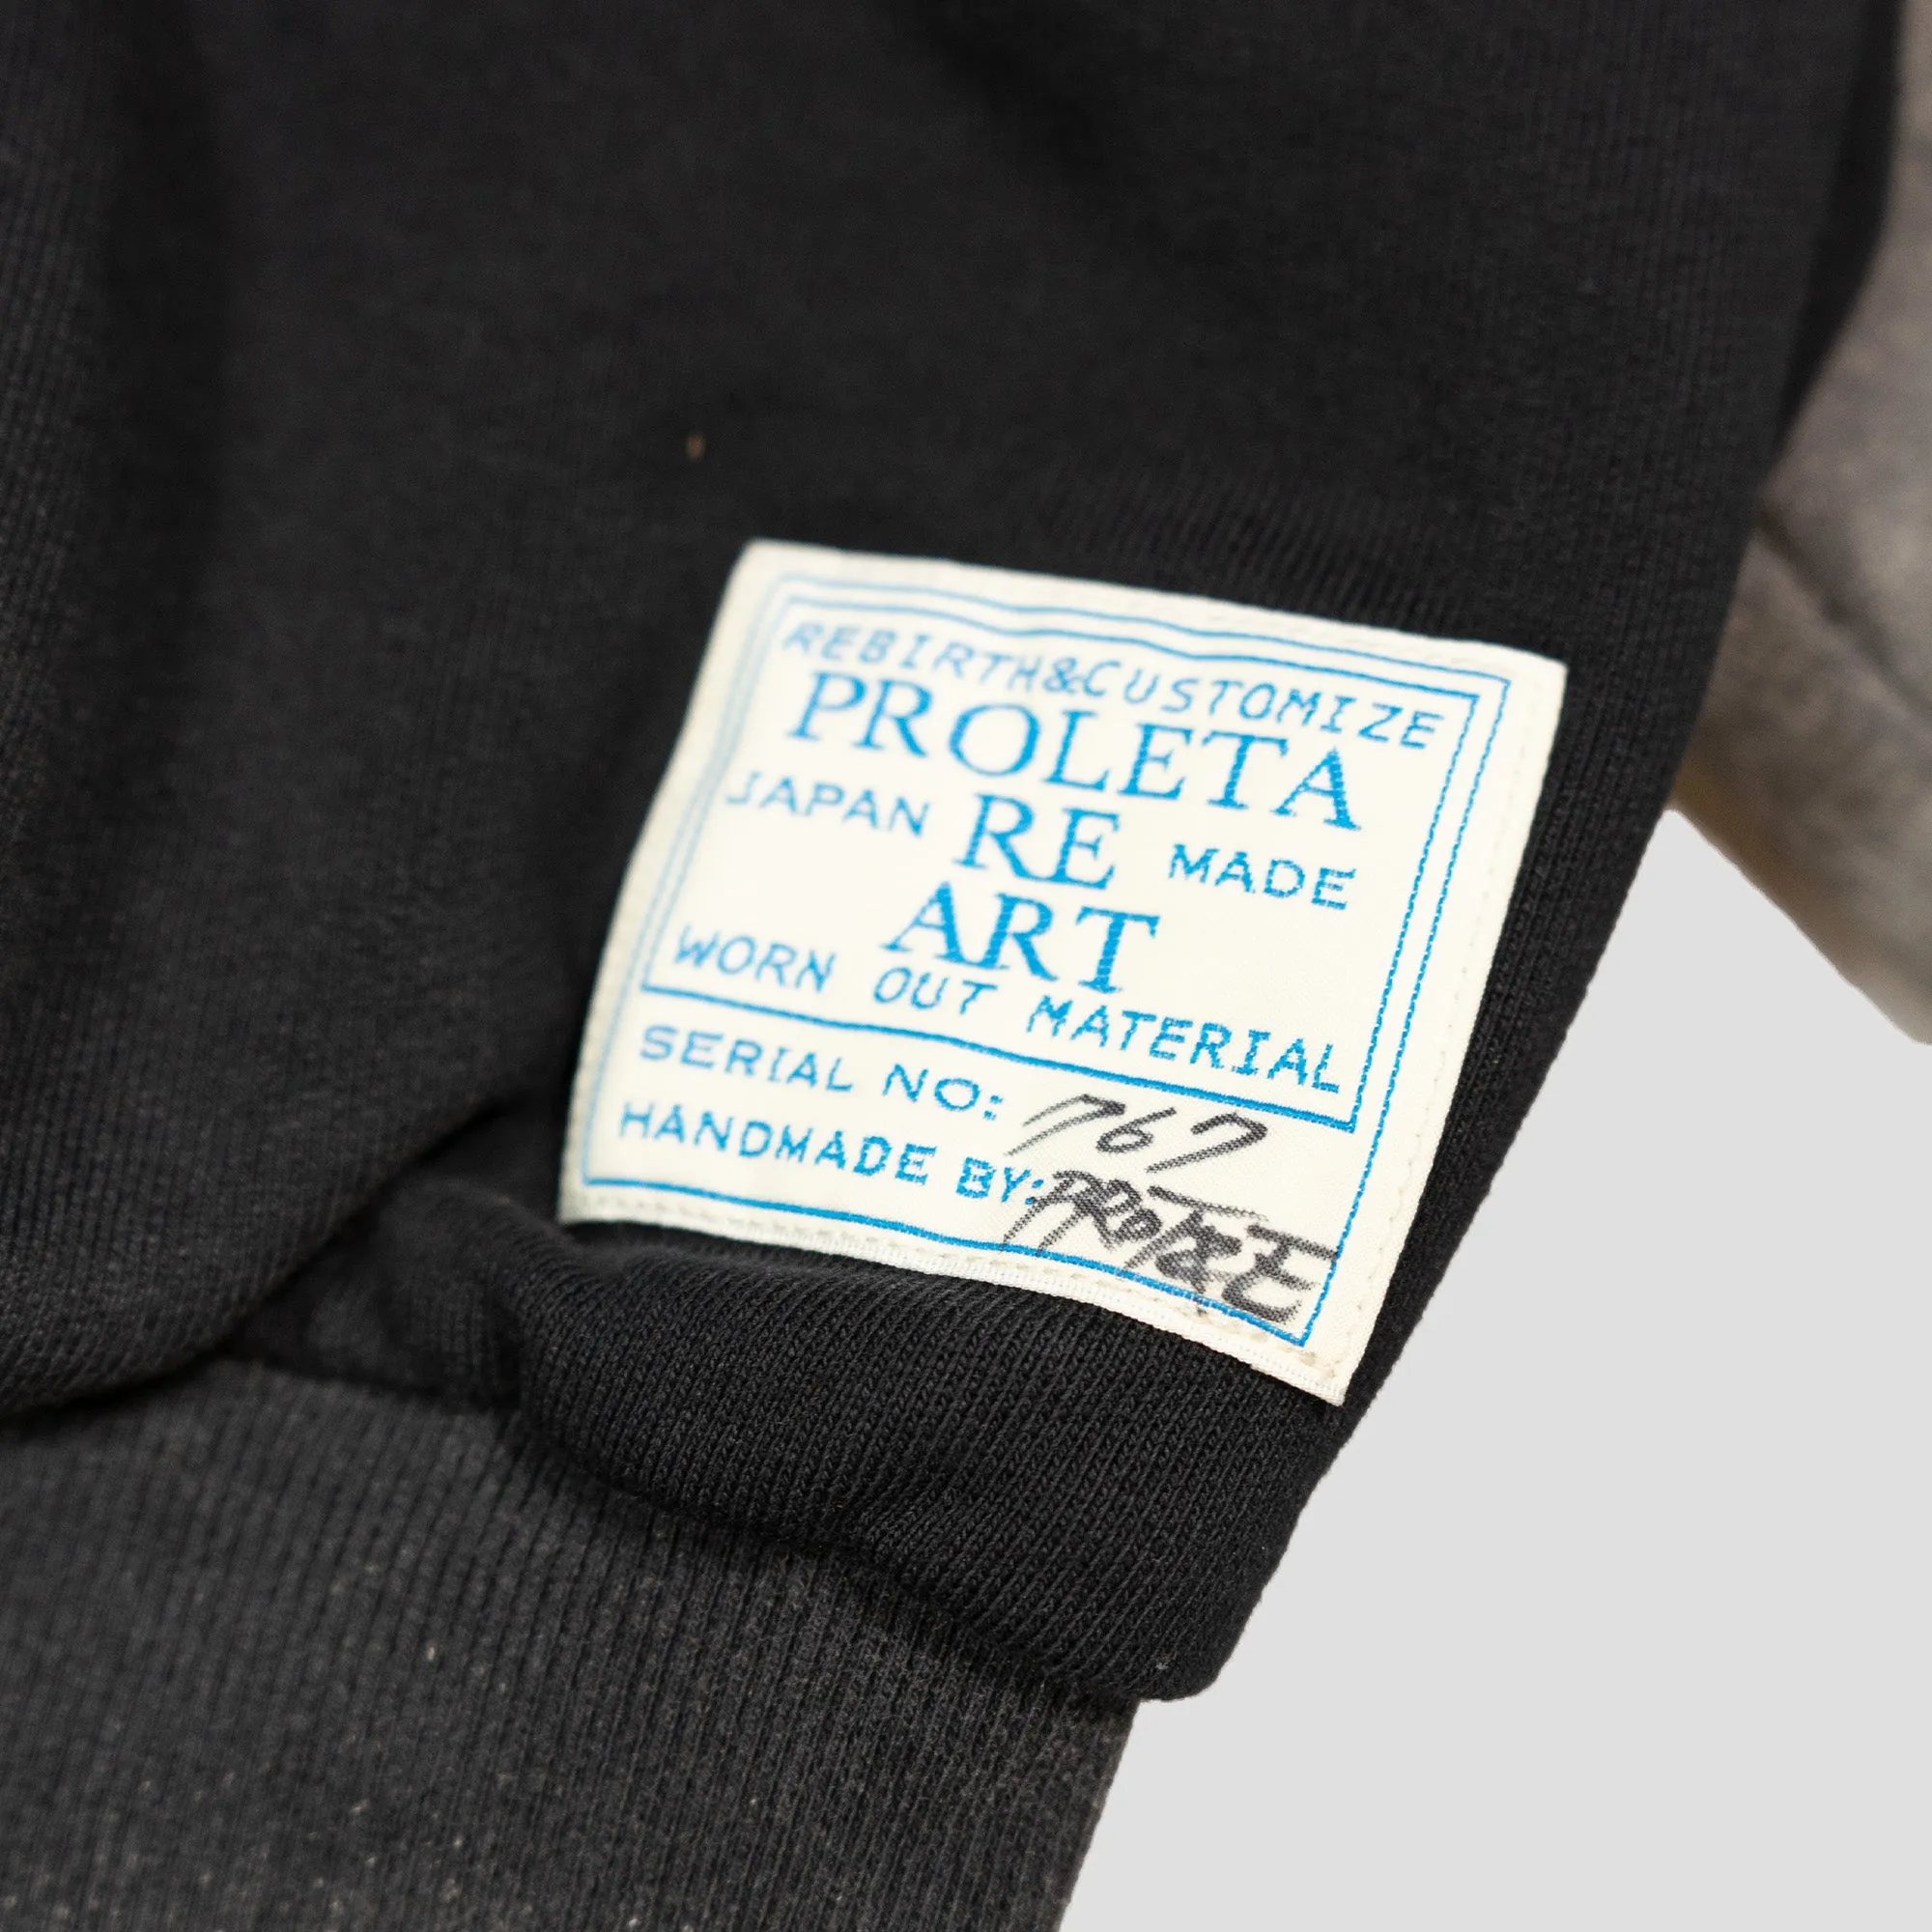 REBIRTH&CUSTOMIZE
PROLETA
JAPAN RE MADE
ART
WORN OUT MATERIAL
SERIAL NO: 767
HANDMADE BY: